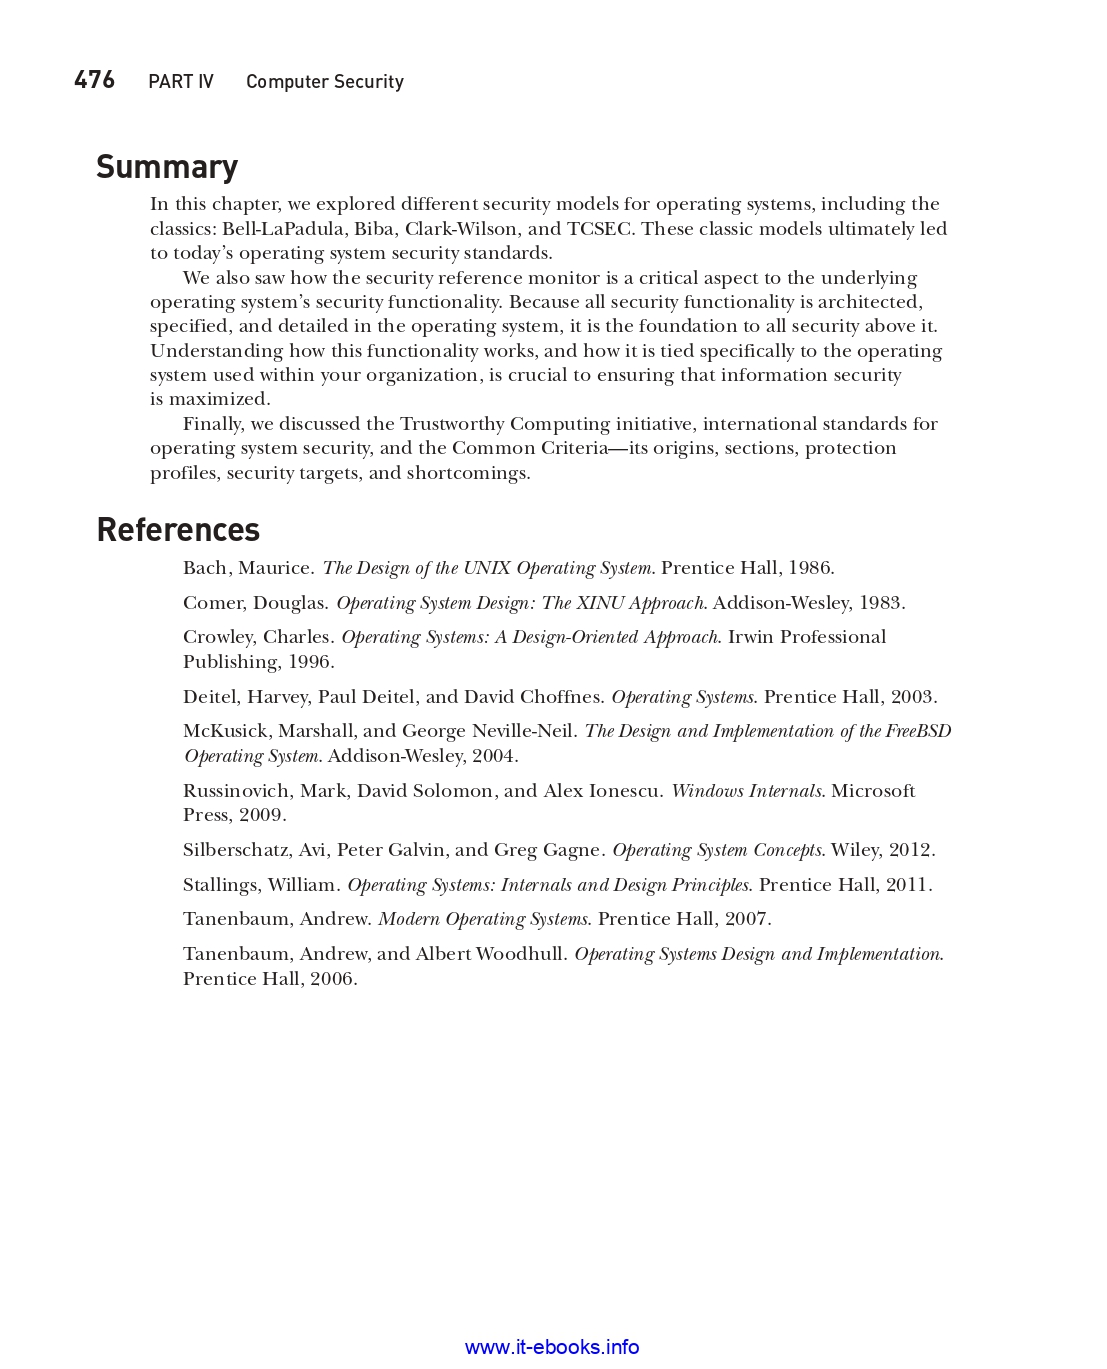 476 PART IV Computer Security
Summary
In this chapter, we explored different security models for operating systems, including the
classics: Bell-LaPadula, Biba, Clark-Wilson, and TCSEC. These classic models ultimately led
to today’s operating system security standards.
We also saw how the security reference monitor is a critical aspect to the underlying
operating system’s security functionality. Because all security functionality is architected,
specified, and detailed in the operating system, it is the foundation to all security above it.
Understanding how this functionality works, and how it is tied specifically to the operating
system used within your organization, is crucial to ensuring that information security
is maximized.
Finally, we discussed the Trustworthy Computing initiative, international standards for
operating system security, and the Common Criteria—its origins, sections, protection
profiles, security targets, and shortcomings.
References
Bach, Maurice. The Design of the UNIX Operating System. Prentice Hall, 1986.
Comer, Douglas. Operating System Design: The XINU Approach. Addison-Wesley, 1983.
Crowley, Charles. Operating Systems: A Design-Oriented Approach. Irwin Professional
Publishing, 1996.
Deitel, Harvey, Paul Deitel, and David Choffnes. Operating Systems. Prentice Hall, 2003.
McKusick, Marshall, and George Neville-Neil. The Design and Implementation of the FreeBSD
Operating System. Addison-Wesley, 2004.
Russinovich, Mark, David Solomon, and Alex Ionescu. Windows Internals. Microsoft
Press, 2009.
Silberschatz, Avi, Peter Galvin, and Greg Gagne. Operating System Concepts. Wiley, 2012.
Stallings, William. Operating Systems: Internals and Design Principles. Prentice Hall, 2011.
Tanenbaum, Andrew. Modern Operating Systems. Prentice Hall, 2007.
Tanenbaum, Andrew, and Albert Woodhull. Operating Systems Design and Implementation.
Prentice Hall, 2006.
www.it-ebooks.info